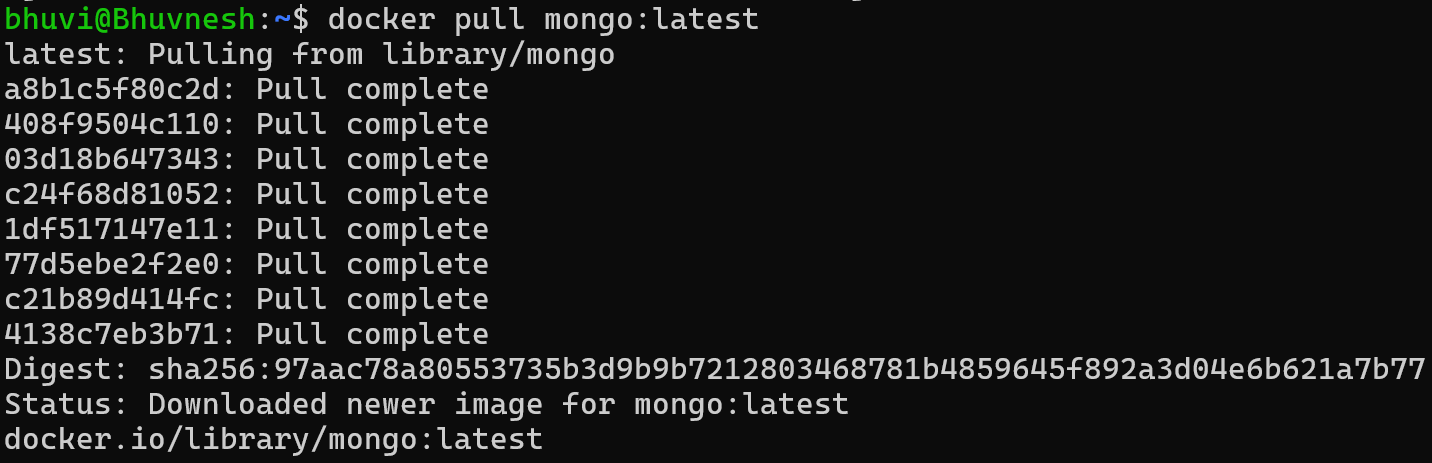 bhuvi@Bhuvnesh:~$ docker pull mongo:latest
latest: Pulling from library/mongo
a8b1c5f80c2d: Pull complete
408f9504c110: Pull complete
03d18b647343: Pull complete
c24f68d81052: Pull complete
1df517147e11: Pull complete
77d5ebe2f2e0: Pull complete
c21b89d414fc: Pull complete
4138c7eb3b71: Pull complete
Digest: sha256:97aac78a80553735b3d9b9b7212803468781b4859645f892a3d04e6b621a7b77
Status: Downloaded newer image for mongo:latest
docker.io/library/mongo:latest